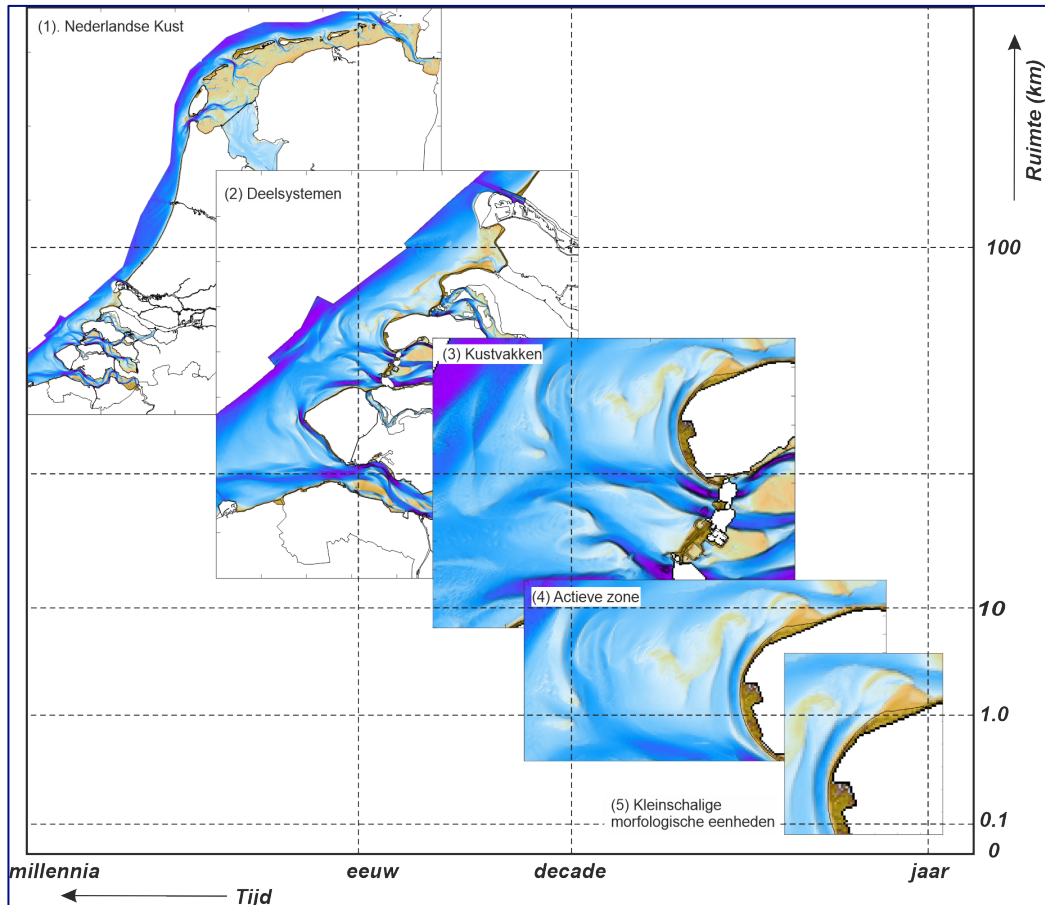 (1). Nederlandse Kust
Ruimte (km)
(2) Deelsystemen
100
(3) Kustvakken
(4) Actieve zone
10
1.0
(5) Kleinschalige
morfologische eenheden
0.1
0
millennia
eeuw
decade
jaar
Tijd